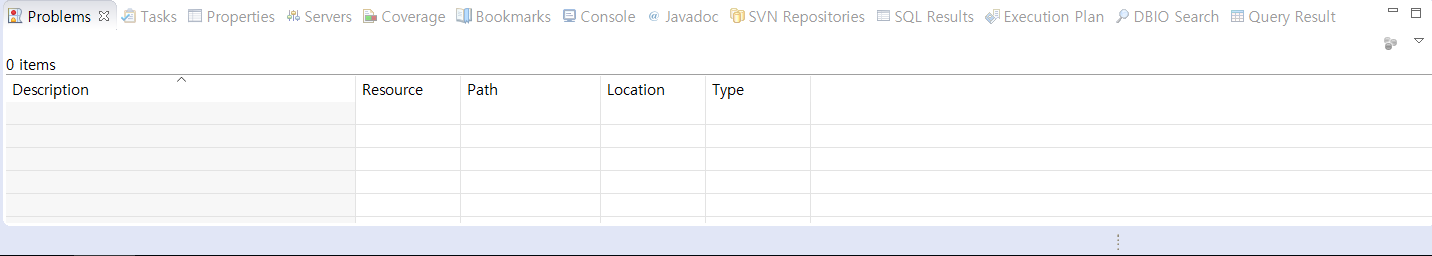 Problems Tasks Properties Servers Coverage Bookmarks Console @ Javadoc SVN Repositories SQL Results Execution Plan DBIO Search Query Result
0 items
Description Resource Path Location Type